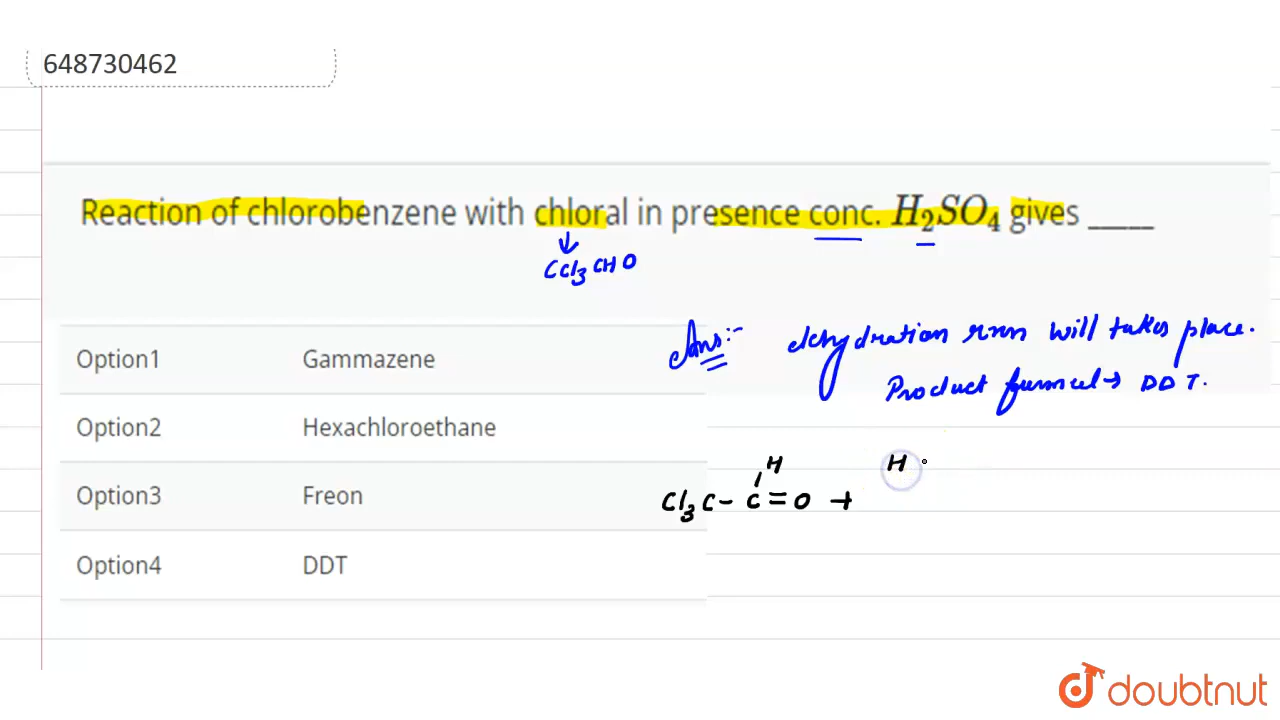 648730462
Reaction of chlorobenzene with chloral in presence conc. H₂SO₄ gives _____
↓
CCl₃CHO
Ans:- dehydration rxn will takes place.
Product formed → DDT.
Option1 Gammazene
Option2 Hexachloroethane
Option3 Freon
Option4 DDT
H H
Cl₃C-C=O +
doubtnut